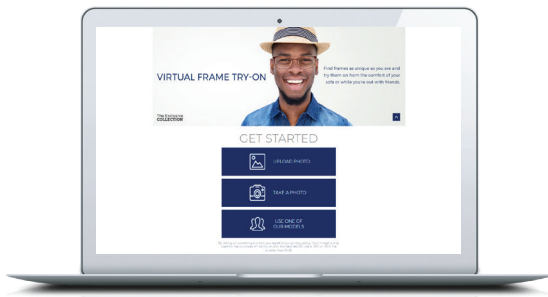 VIRTUAL FRAME TRY-ON
Find frames as unique as you are and
try them on from the comfort of your
sofa or while you're out with friends.
The Exclusive
COLLECTION
GET STARTED
UPLOAD PHOTO
TAKE A PHOTO
USE ONE OF
OUR MODELS